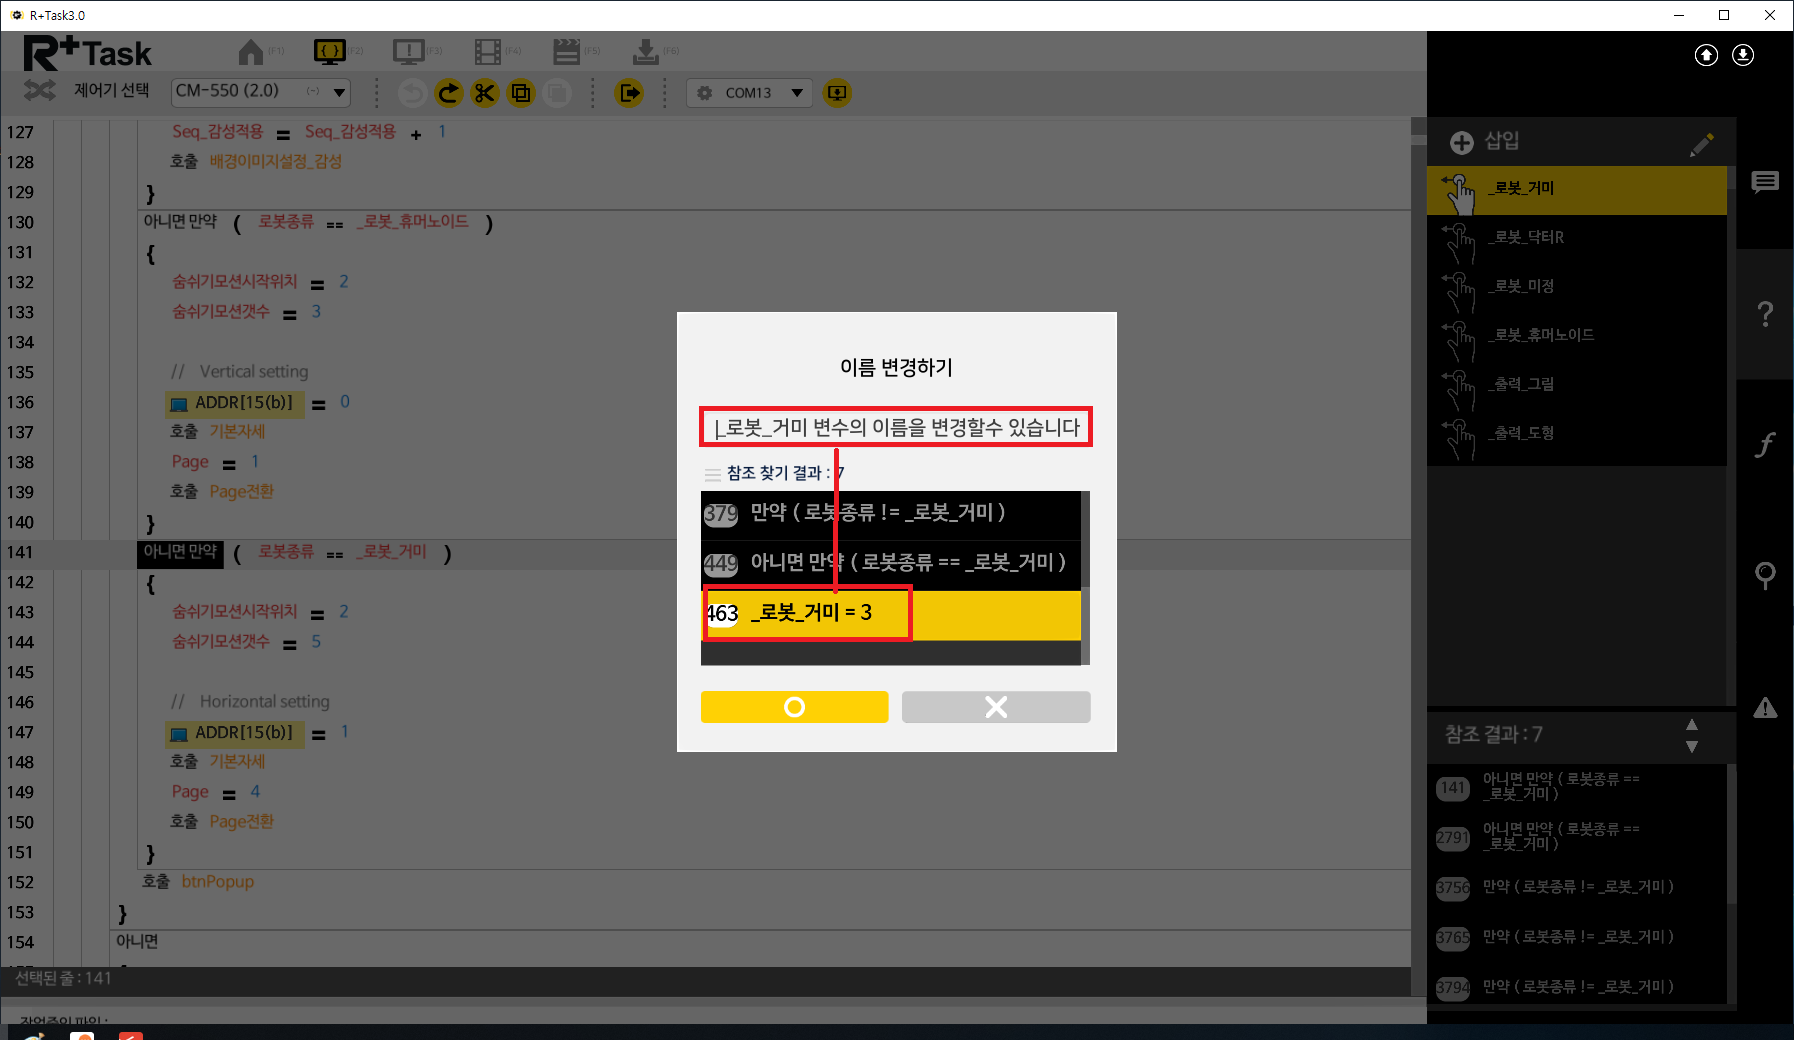 R+Task3.0
R+Task
(F1)
(F2)
(F3)
(F4)
(F5)
(F6)
제어기 선택
CM-550 (2.0)
(-)
COM13
127 Seq_감성적용 = Seq_감성적용 + 1
128 호출 배경이미지설정_감성
129 }
130 아니면 만약 ( 로봇종류 == _로봇_휴머노이드 )
131 {
132 숨쉬기모션시작위치 = 2
133 숨쉬기모션갯수 = 3
134
135 // Vertical setting
136 ADDR[15(b)] = 0
137 호출 기본자세
138 Page = 1
139 호출 Page전환
140 }
141 아니면 만약 ( 로봇종류 == _로봇_거미 )
142 {
143 숨쉬기모션시작위치 = 2
144 숨쉬기모션갯수 = 5
145
146 // Horizontal setting
147 ADDR[15(b)] = 1
148 호출 기본자세
149 Page = 4
150 호출 Page전환
151 }
152 호출 btnPopup
153 }
154 아니면
선택된 줄 : 141
작업중인 파일 :
이름 변경하기
_로봇_거미 변수의 이름을 변경할수 있습니다
참조 찾기 결과 : 7
379 만약 ( 로봇종류 != _로봇_거미 )
449 아니면 만약 ( 로봇종류 == _로봇_거미 )
463 _로봇_거미 = 3
삽입
_로봇_거미
_로봇_닥터R
_로봇_미정
_로봇_휴머노이드
_출력_그림
_출력_도형
?
f
참조 결과 : 7
141 아니면 만약 ( 로봇종류 ==
_로봇_거미 )
2791 아니면 만약 ( 로봇종류 ==
_로봇_거미 )
3756 만약 ( 로봇종류 != _로봇_거미 )
3765 만약 ( 로봇종류 != _로봇_거미 )
3794 만약 ( 로봇종류 != _로봇_거미 )